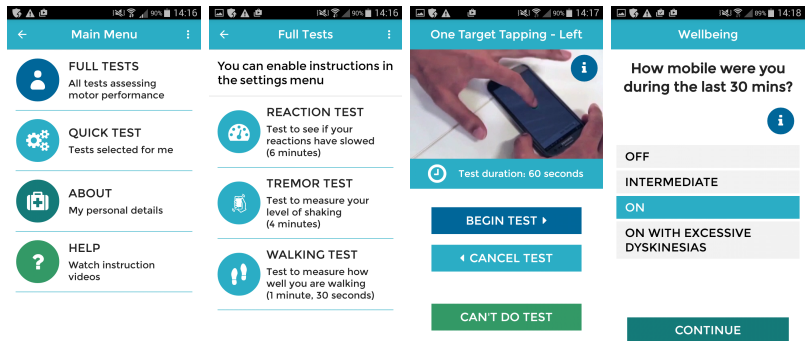 90% 14:16
Main Menu
FULL TESTS
All tests assessing
motor performance
QUICK TEST
Tests selected for me
ABOUT
My personal details
HELP
Watch instruction
videos
90% 14:16
Full Tests
You can enable instructions in
the settings menu
REACTION TEST
Test to see if your
reactions have slowed
(6 minutes)
TREMOR TEST
Test to measure your
level of shaking
(4 minutes)
WALKING TEST
Test to measure how
well you are walking
(1 minute, 30 seconds)
90% 14:17
One Target Tapping - Left
i
Test duration: 60 seconds
BEGIN TEST
CANCEL TEST
CAN'T DO TEST
89% 14:18
Wellbeing
How mobile were you
during the last 30 mins?
i
OFF
INTERMEDIATE
ON
ON WITH EXCESSIVE
DYSKINESIAS
CONTINUE